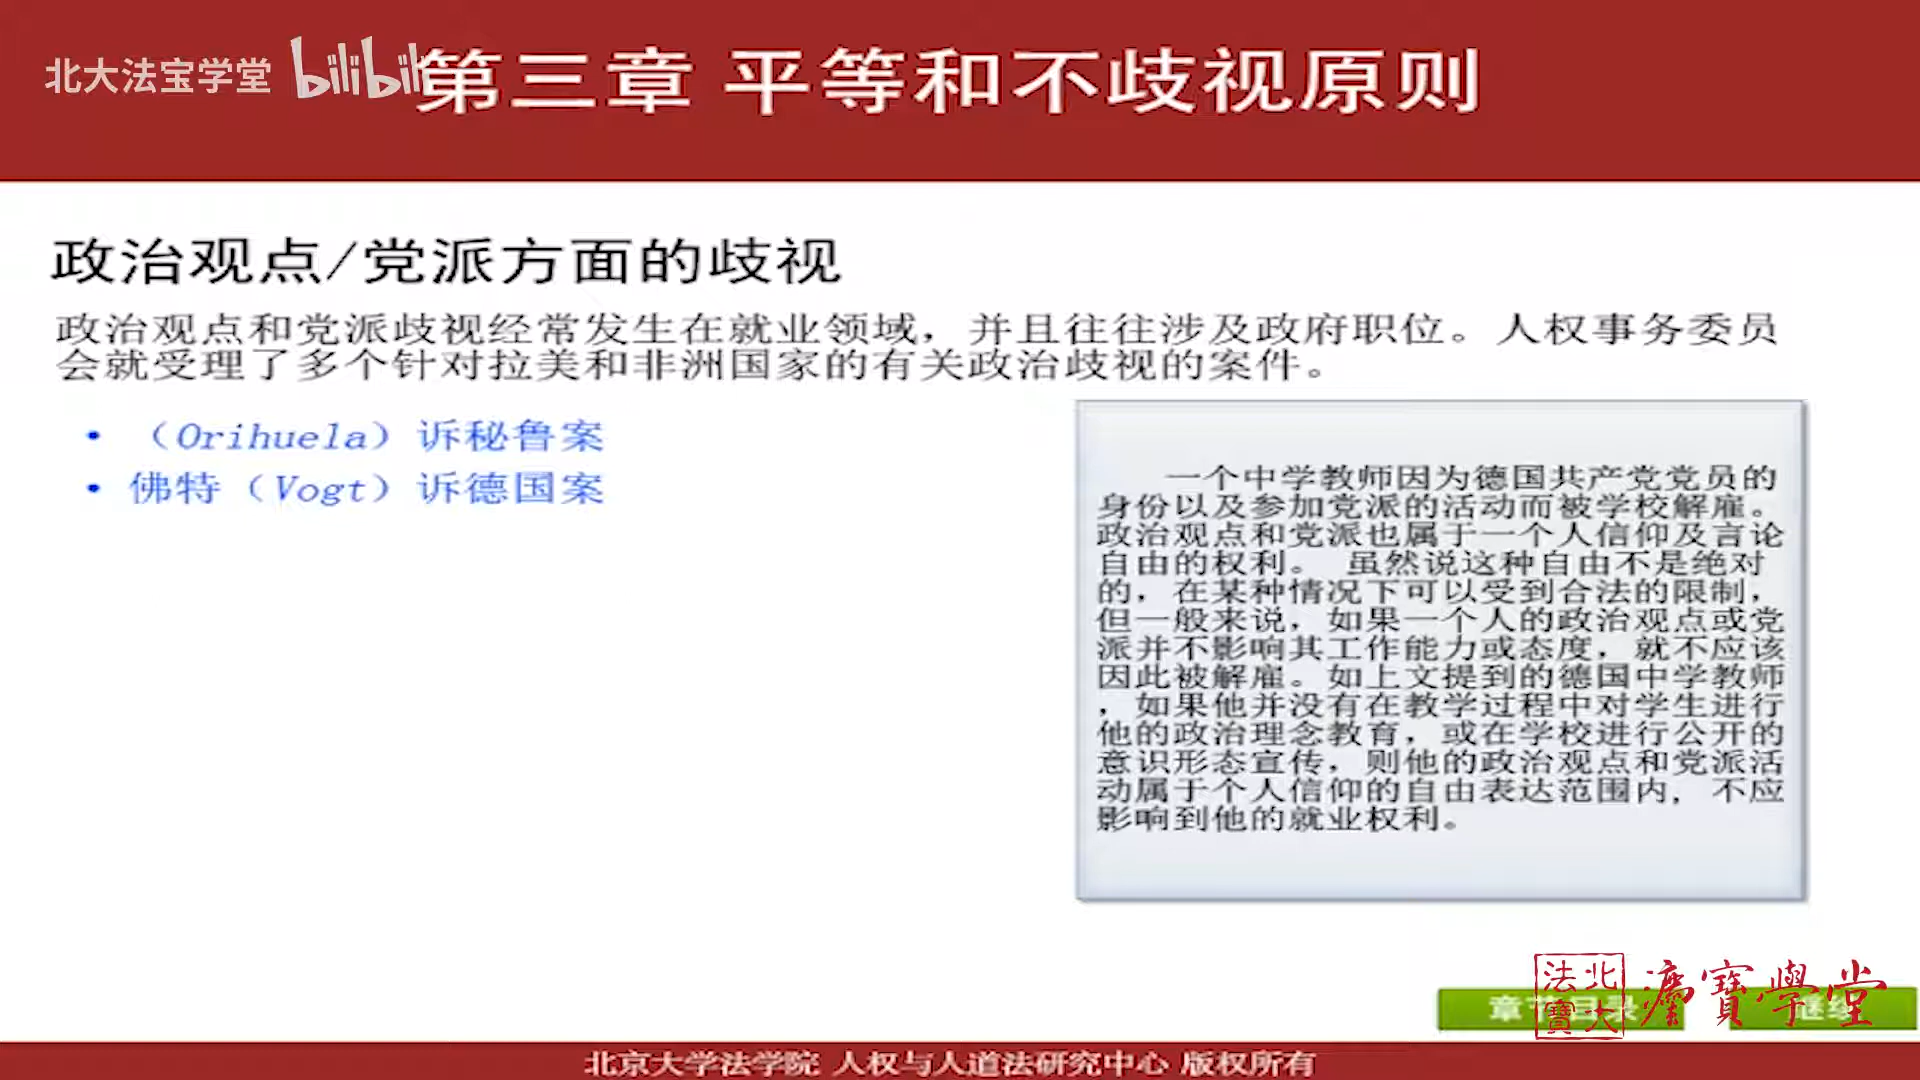 北大法宝学堂 bilibili
第三章 平等和不歧视原则
政治观点/党派方面的歧视
政治观点和党派歧视经常发生在就业领域，并且往往涉及政府职位。人权事务委员
会就受理了多个针对拉美和非洲国家的有关政治歧视的案件。
• （Orihuela）诉秘鲁案
• 佛特（Vogt）诉德国案
一个中学教师因为德国共产党党员的
身份以及参加党派的活动而被学校解雇。
政治观点和党派也属于一个人信仰及言论
自由的权利。 虽然说这种自由不是绝对
的，在某种情况下可以受到合法的限制，
但一般来说，如果一个人的政治观点或党
派并不影响其工作能力或态度，就不应该
因此被解雇。如上文提到的德国中学教师
，如果他并没有在教学过程中对学生进行
他的政治理念教育，或在学校进行公开的
意识形态宣传，则他的政治观点和党派活
动属于个人信仰的自由表达范围内，不应
影响到他的就业权利。
章节目录
继续
北大法寶
灋寶學堂
北京大学法学院 人权与人道法研究中心 版权所有